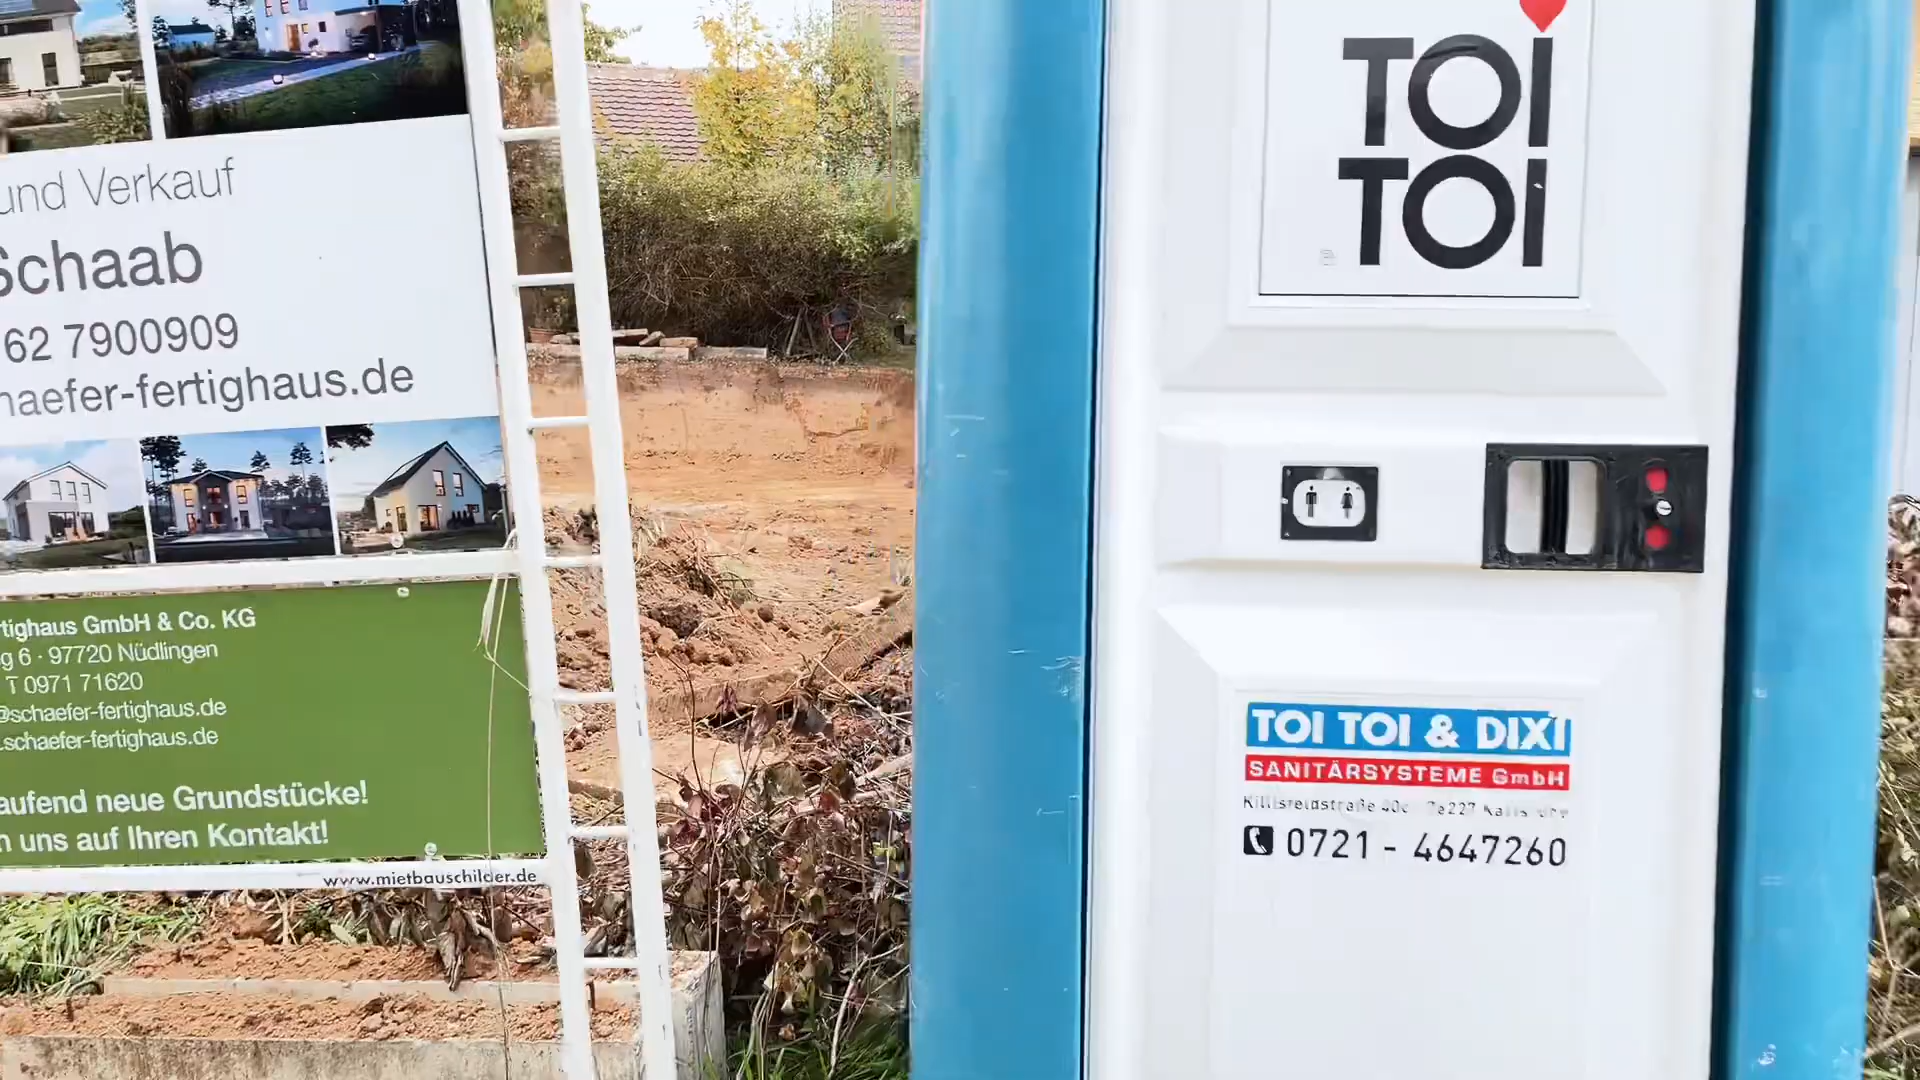 und Verkauf
Schaab
62 7900909
haefer-fertighaus.de
rtighaus GmbH & Co. KG
g 6 · 97720 Nüdlingen
T 0971 71620
@schaefer-fertighaus.de
.schaefer-fertighaus.de
aufend neue Grundstücke!
n uns auf Ihren Kontakt!
www.mietbauschilder.de
TOI
TOI
TOI TOI & DIXI
SANITÄRSYSTEME GmbH
0721 - 4647260